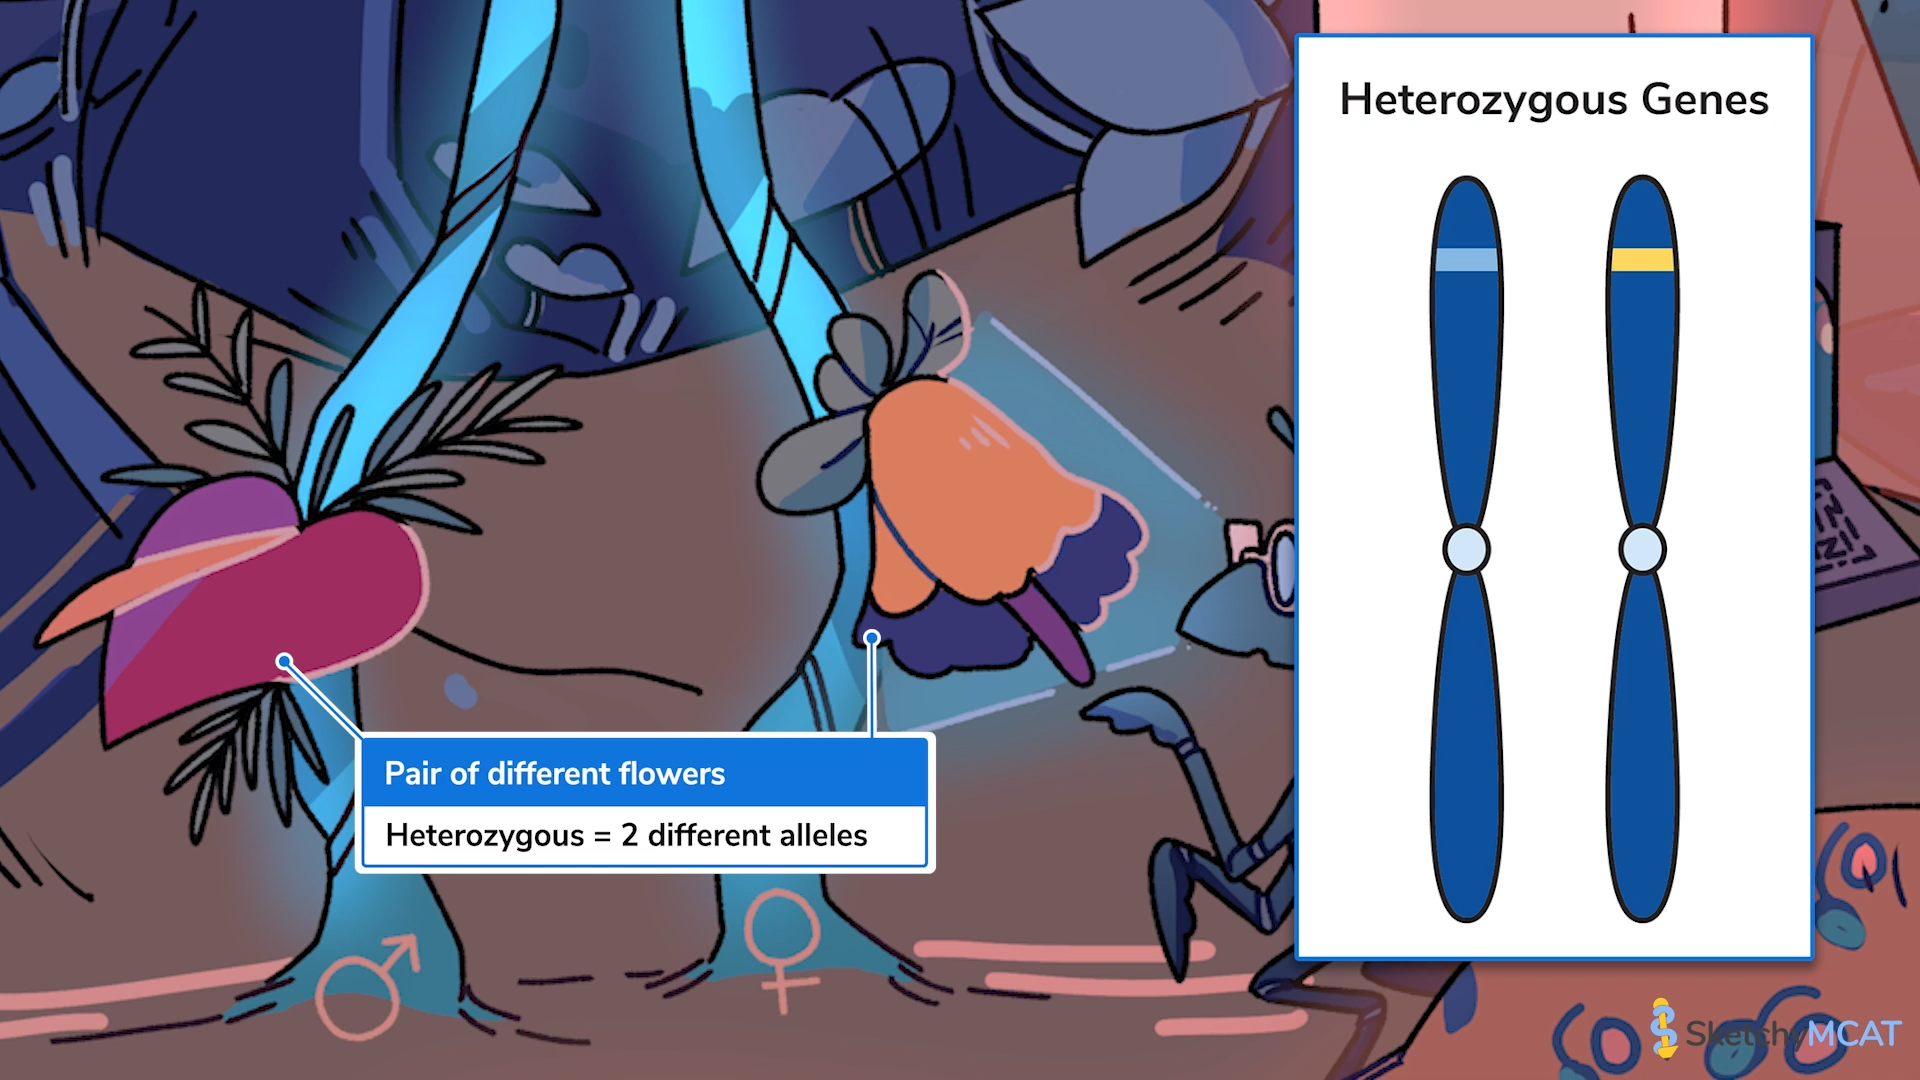 Heterozygous Genes
Pair of different flowers
Heterozygous = 2 different alleles
SketchyMCAT